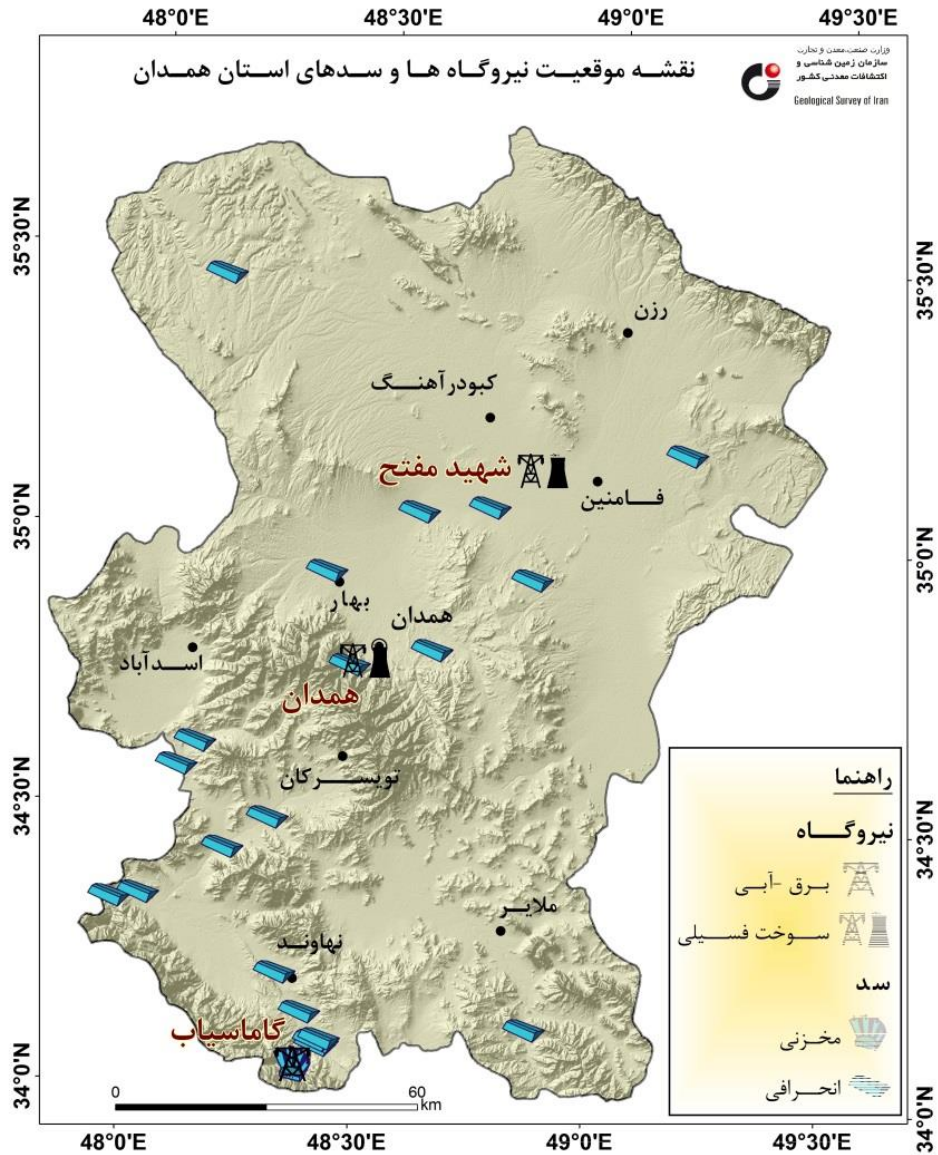 48°0'E 48°30'E 49°0'E 49°30'E
وزارت صنعت، معدن و تجارت
سازمان زمین شناسی و
اکتشافات معدنی کشور
Geological Survey of Iran
نقشه موقعیت نیروگاه ها و سدهای استان همدان
35°30'N
35°30'N
رزن
کبودرآهنگ
شهید مفتح
فامنین
35°0'N
35°0'N
بهار
همدان
اسدآباد
همدان
تویسرکان
34°30'N
34°30'N
ملایر
نهاوند
گاماسیاب
34°0'N
34°0'N
راهنما
نیروگاه
برق -آبی
سوخت فسیلی
سد
مخزنی
انحرافی
0 60
km
48°0'E 48°30'E 49°0'E 49°30'E